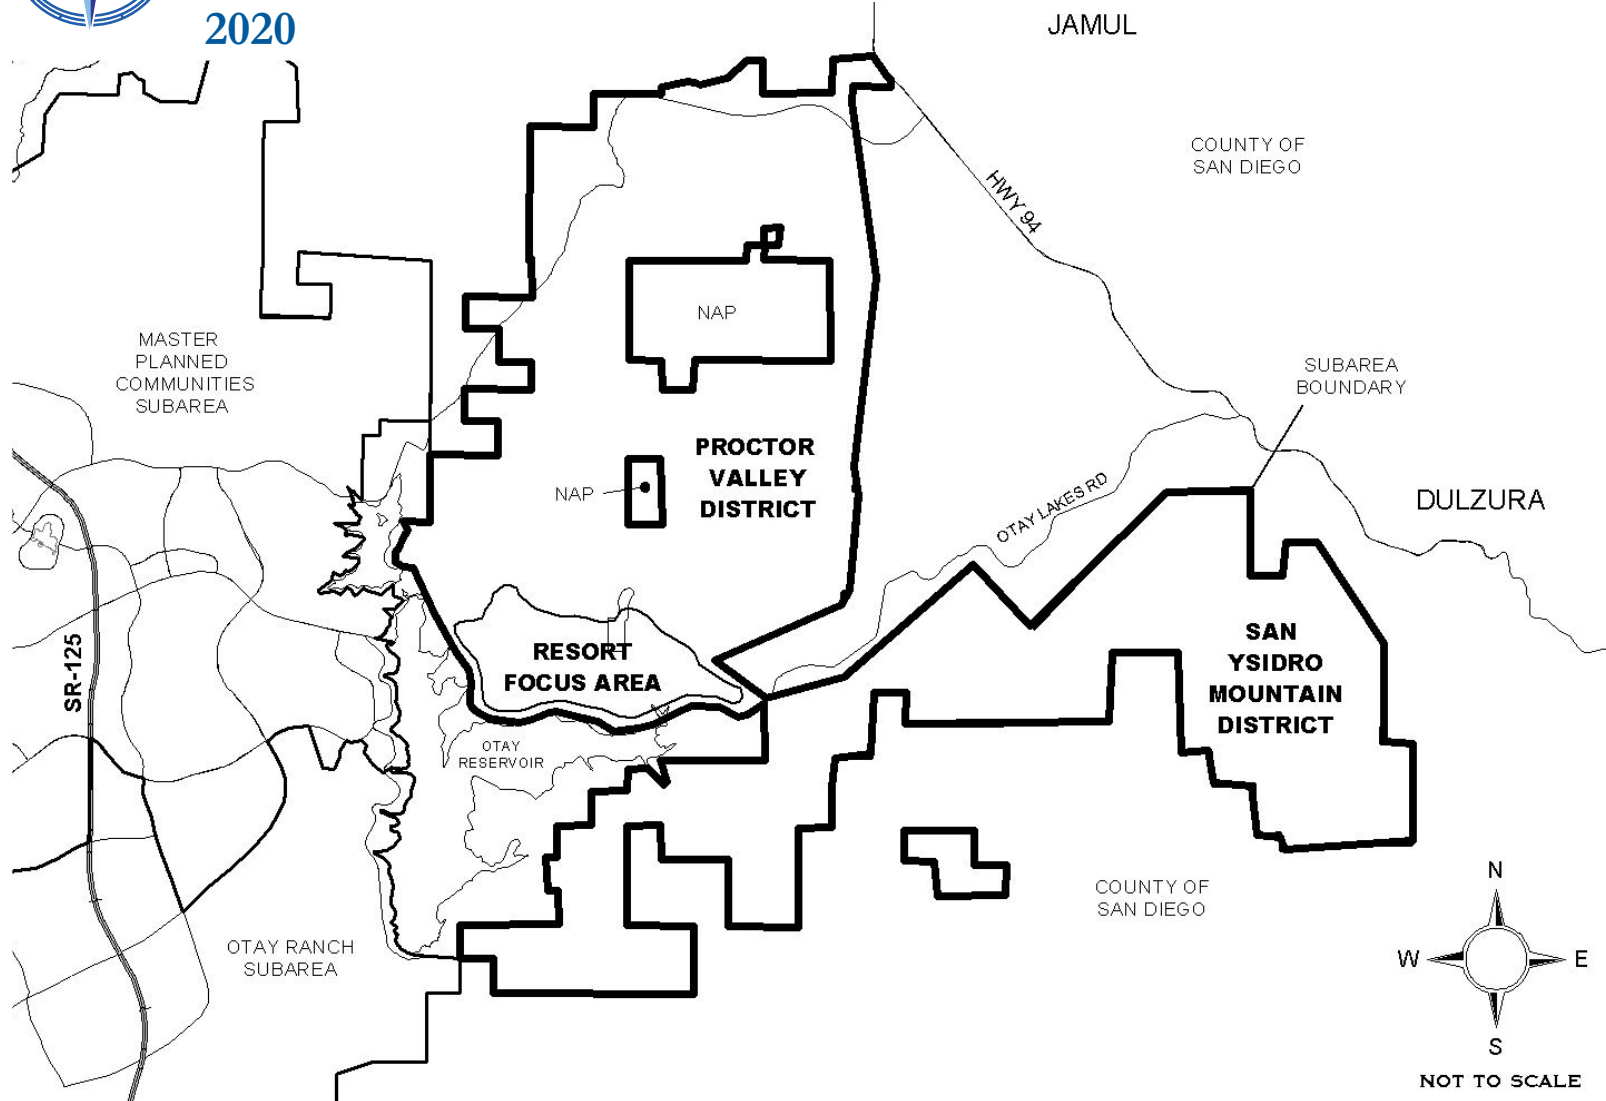 2020
JAMUL
COUNTY OF
SAN DIEGO
HWY 94
NAP
MASTER
PLANNED
COMMUNITIES
SUBAREA
SUBAREA
BOUNDARY
PROCTOR
VALLEY
DISTRICT
NAP
OTAY LAKES RD
DULZURA
SR-125
RESORT
FOCUS AREA
SAN
YSIDRO
MOUNTAIN
DISTRICT
OTAY
RESERVOIR
COUNTY OF
SAN DIEGO
OTAY RANCH
SUBAREA
N
W
E
S
NOT TO SCALE